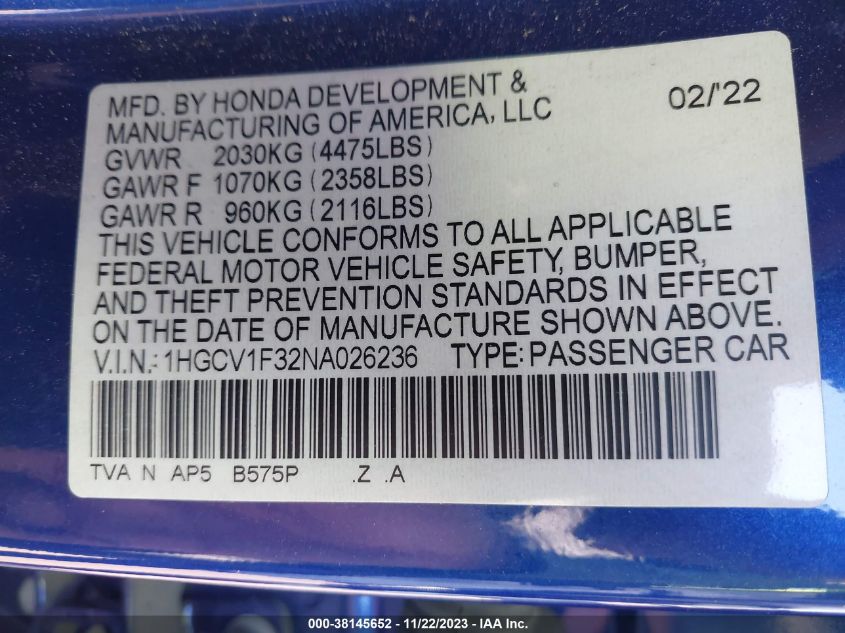 MFD. BY HONDA DEVELOPMENT & 02/'22
MANUFACTURING OF AMERICA, LLC
GVWR 2030KG (4475LBS)
GAWR F 1070KG (2358LBS)
GAWR R 960KG (2116LBS)
THIS VEHICLE CONFORMS TO ALL APPLICABLE
FEDERAL MOTOR VEHICLE SAFETY, BUMPER,
AND THEFT PREVENTION STANDARDS IN EFFECT
ON THE DATE OF MANUFACTURE SHOWN ABOVE.
V.I.N.: 1HGCV1F32NA026236 TYPE: PASSENGER CAR
TVA N AP5 B575P .Z .A
000-38145652 - 11/22/2023 - IAA Inc.